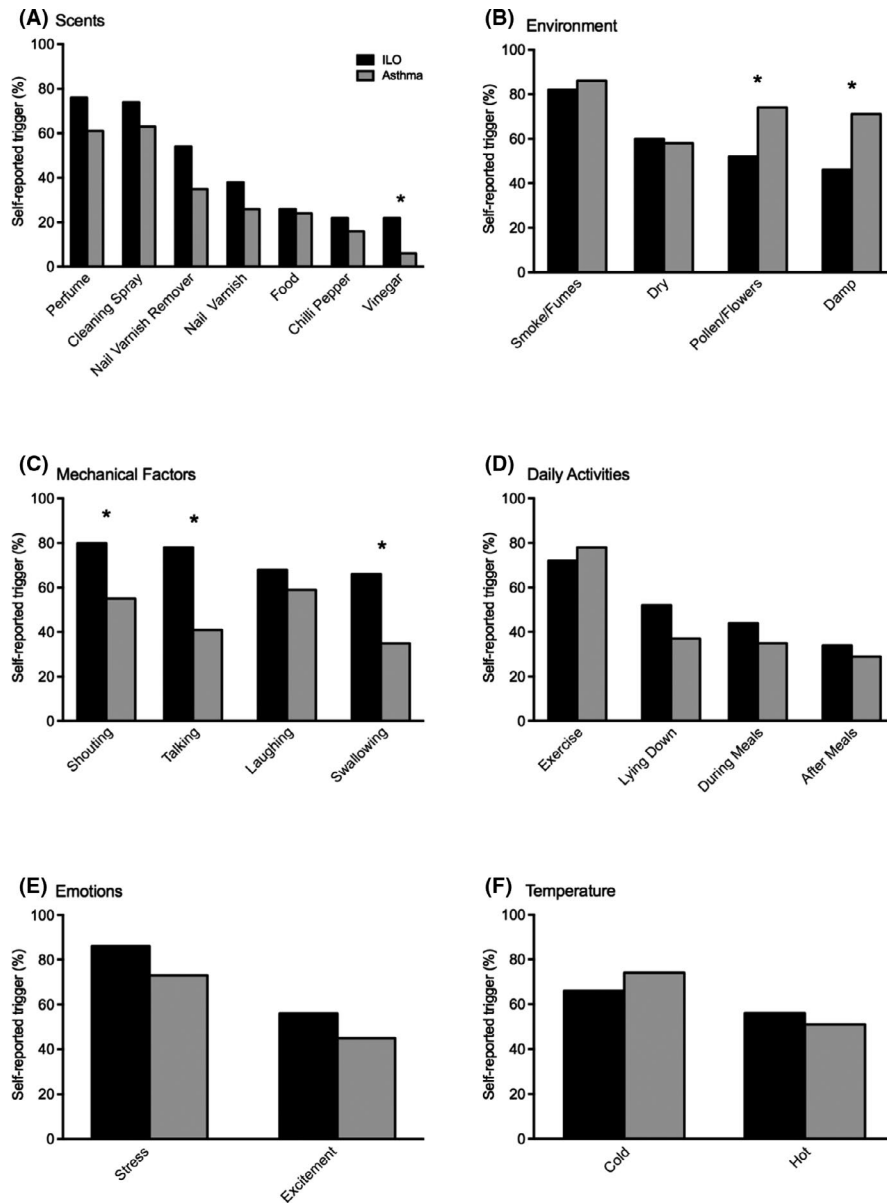 (A) Scents
100
80
60
40
20
0
Self-reported trigger (%)
ILO
Asthma
*
Perfume
Cleaning Spray
Nail Varnish Remover
Nail Varnish
Food
Chilli Pepper
Vinegar
(B) Environment
100
80
60
40
20
0
Self-reported trigger (%)
*
*
Smoke/Fumes
Dry
Pollen/Flowers
Damp
(C) Mechanical Factors
100
80
60
40
20
0
Self-reported trigger (%)
*
*
*
Shouting
Talking
Laughing
Swallowing
(D) Daily Activities
100
80
60
40
20
0
Self-reported trigger (%)
Exercise
Lying Down
During Meals
After Meals
(E) Emotions
100
80
60
40
20
0
Self-reported trigger (%)
Stress
Excitement
(F) Temperature
100
80
60
40
20
0
Self-reported trigger (%)
Cold
Hot